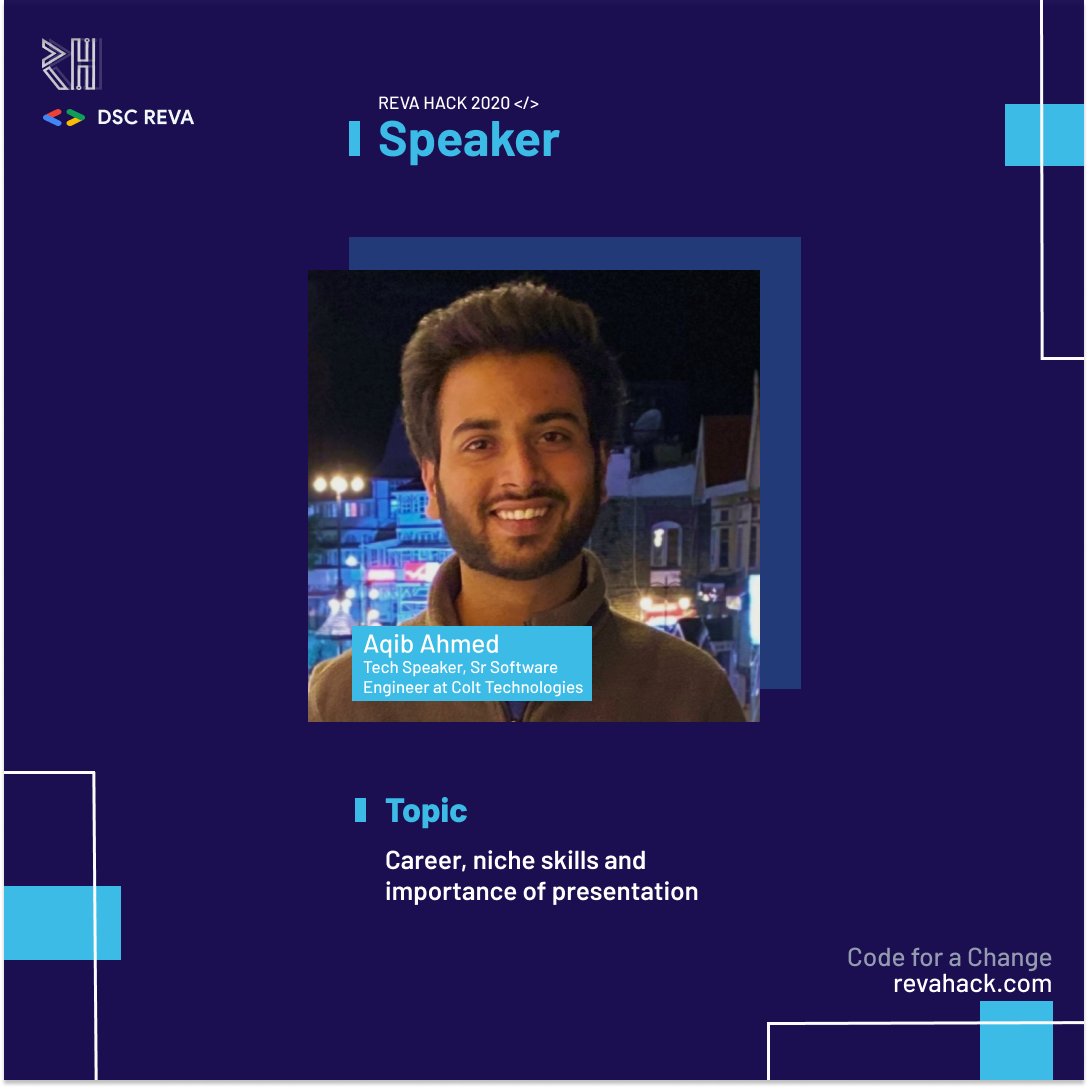 RH
DSC REVA
REVA HACK 2020 </>
Speaker
Aqib Ahmed
Tech Speaker, Sr Software
Engineer at Colt Technologies
Topic
Career, niche skills and
importance of presentation
Code for a Change
revahack.com